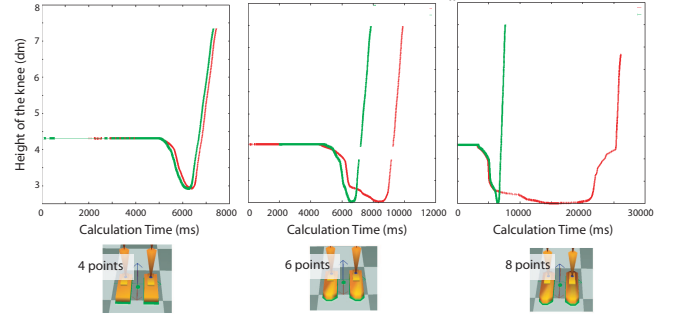 8
7
6
5
4
3
Height of the knee (dm)
0 2000 4000 6000 8000
0 2000 4000 6000 8000 10000 12000
0 10000 20000 30000
Calculation Time (ms) Calculation Time (ms) Calculation Time (ms)
4 points 6 points 8 points